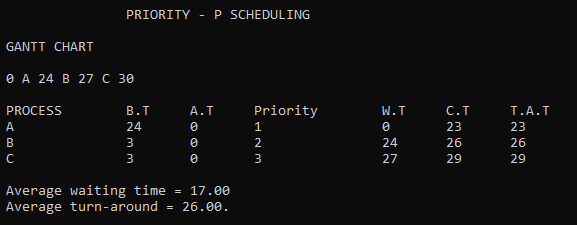 PRIORITY - P SCHEDULING
GANTT CHART
0 A 24 B 27 C 30
PROCESS B.T A.T Priority W.T C.T T.A.T
A 24 0 1 0 23 23
B 3 0 2 24 26 26
C 3 0 3 27 29 29
Average waiting time = 17.00
Average turn-around = 26.00.